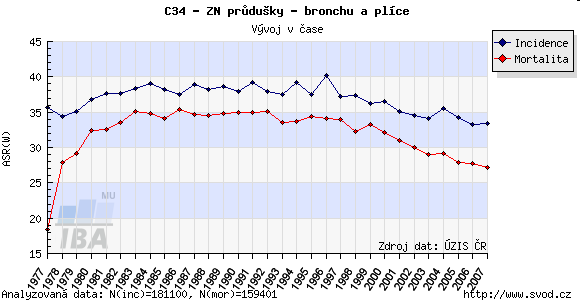 C34 - ZN průdušky - bronchu a plíce
Vývoj v čase
Incidence
Mortalita
ASR(W)
45
40
35
30
25
20
15
MU
IBA
Zdroj dat: ÚZIS ČR
1977 1978 1979 1980 1981 1982 1983 1984 1985 1986 1987 1988 1989 1990 1991 1992 1993 1994 1995 1996 1997 1998 1999 2000 2001 2002 2003 2004 2005 2006 2007
Analyzovaná data: N(inc)=181100, N(mor)=159401
http://www.svod.cz